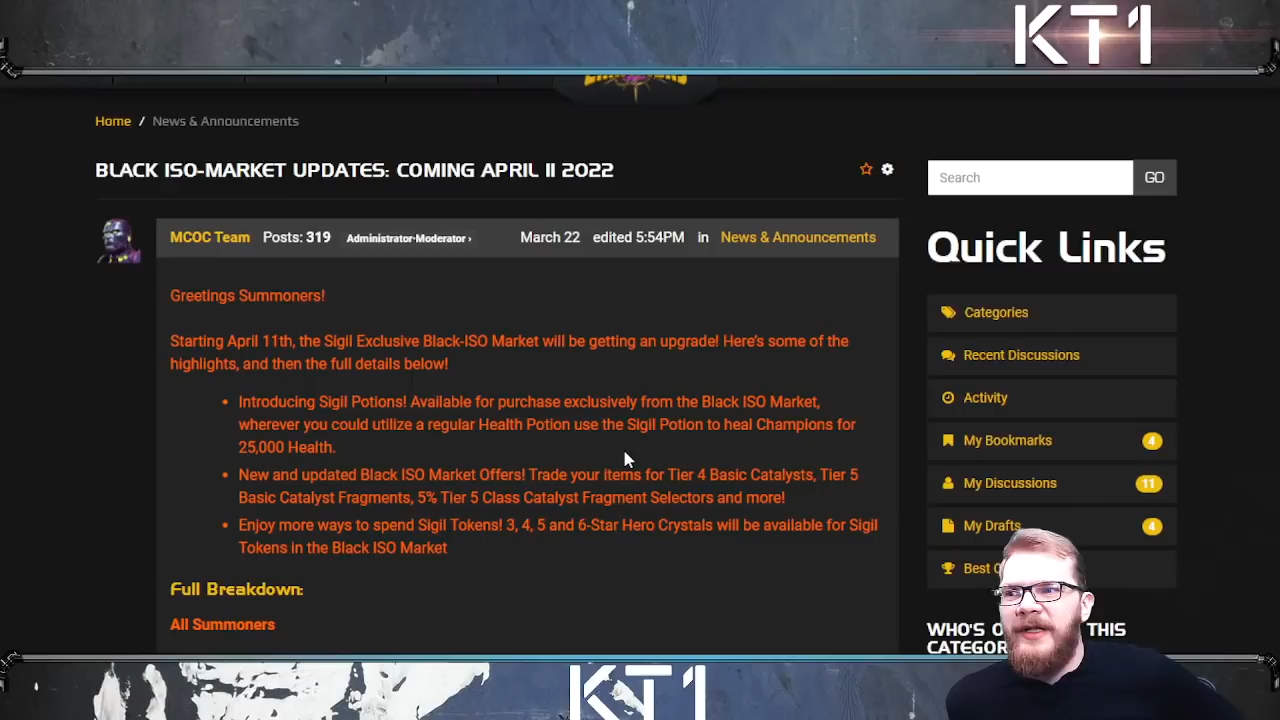 KT1
Home / News & Announcements
BLACK ISO-MARKET UPDATES: COMING APRIL 11 2022
Search
GO
MCOC Team Posts: 319 Administrator·Moderator › March 22 edited 5:54PM in News & Announcements
Quick Links
Greetings Summoners!
Categories
Starting April 11th, the Sigil Exclusive Black-ISO Market will be getting an upgrade! Here's some of the
highlights, and then the full details below!
Recent Discussions
Activity
• Introducing Sigil Potions! Available for purchase exclusively from the Black ISO Market,
wherever you could utilize a regular Health Potion use the Sigil Potion to heal Champions for
25,000 Health.
My Bookmarks 4
• New and updated Black ISO Market Offers! Trade your items for Tier 4 Basic Catalysts, Tier 5
Basic Catalyst Fragments, 5% Tier 5 Class Catalyst Fragment Selectors and more!
My Discussions 11
• Enjoy more ways to spend Sigil Tokens! 3, 4, 5 and 6-Star Hero Crystals will be available for Sigil
Tokens in the Black ISO Market
My Drafts 4
Best
Full Breakdown:
All Summoners
WHO'S THIS
KT1